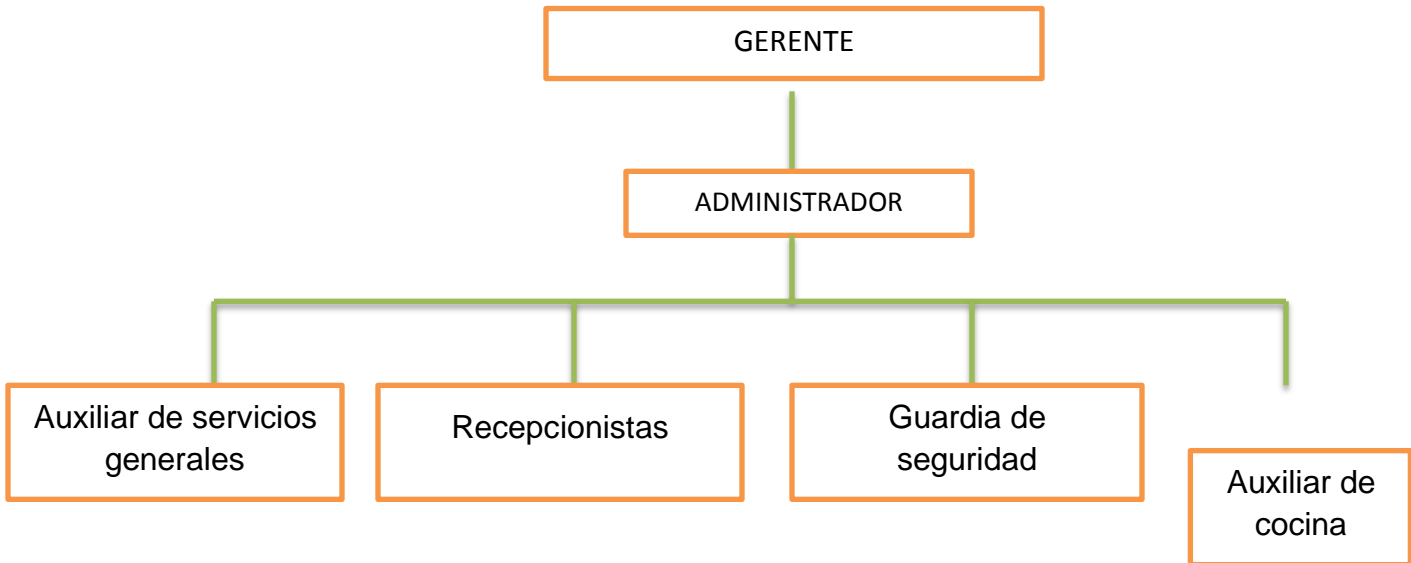 GERENTE
ADMINISTRADOR
Auxiliar de servicios
generales
Recepcionistas
Guardia de
seguridad
Auxiliar de
cocina